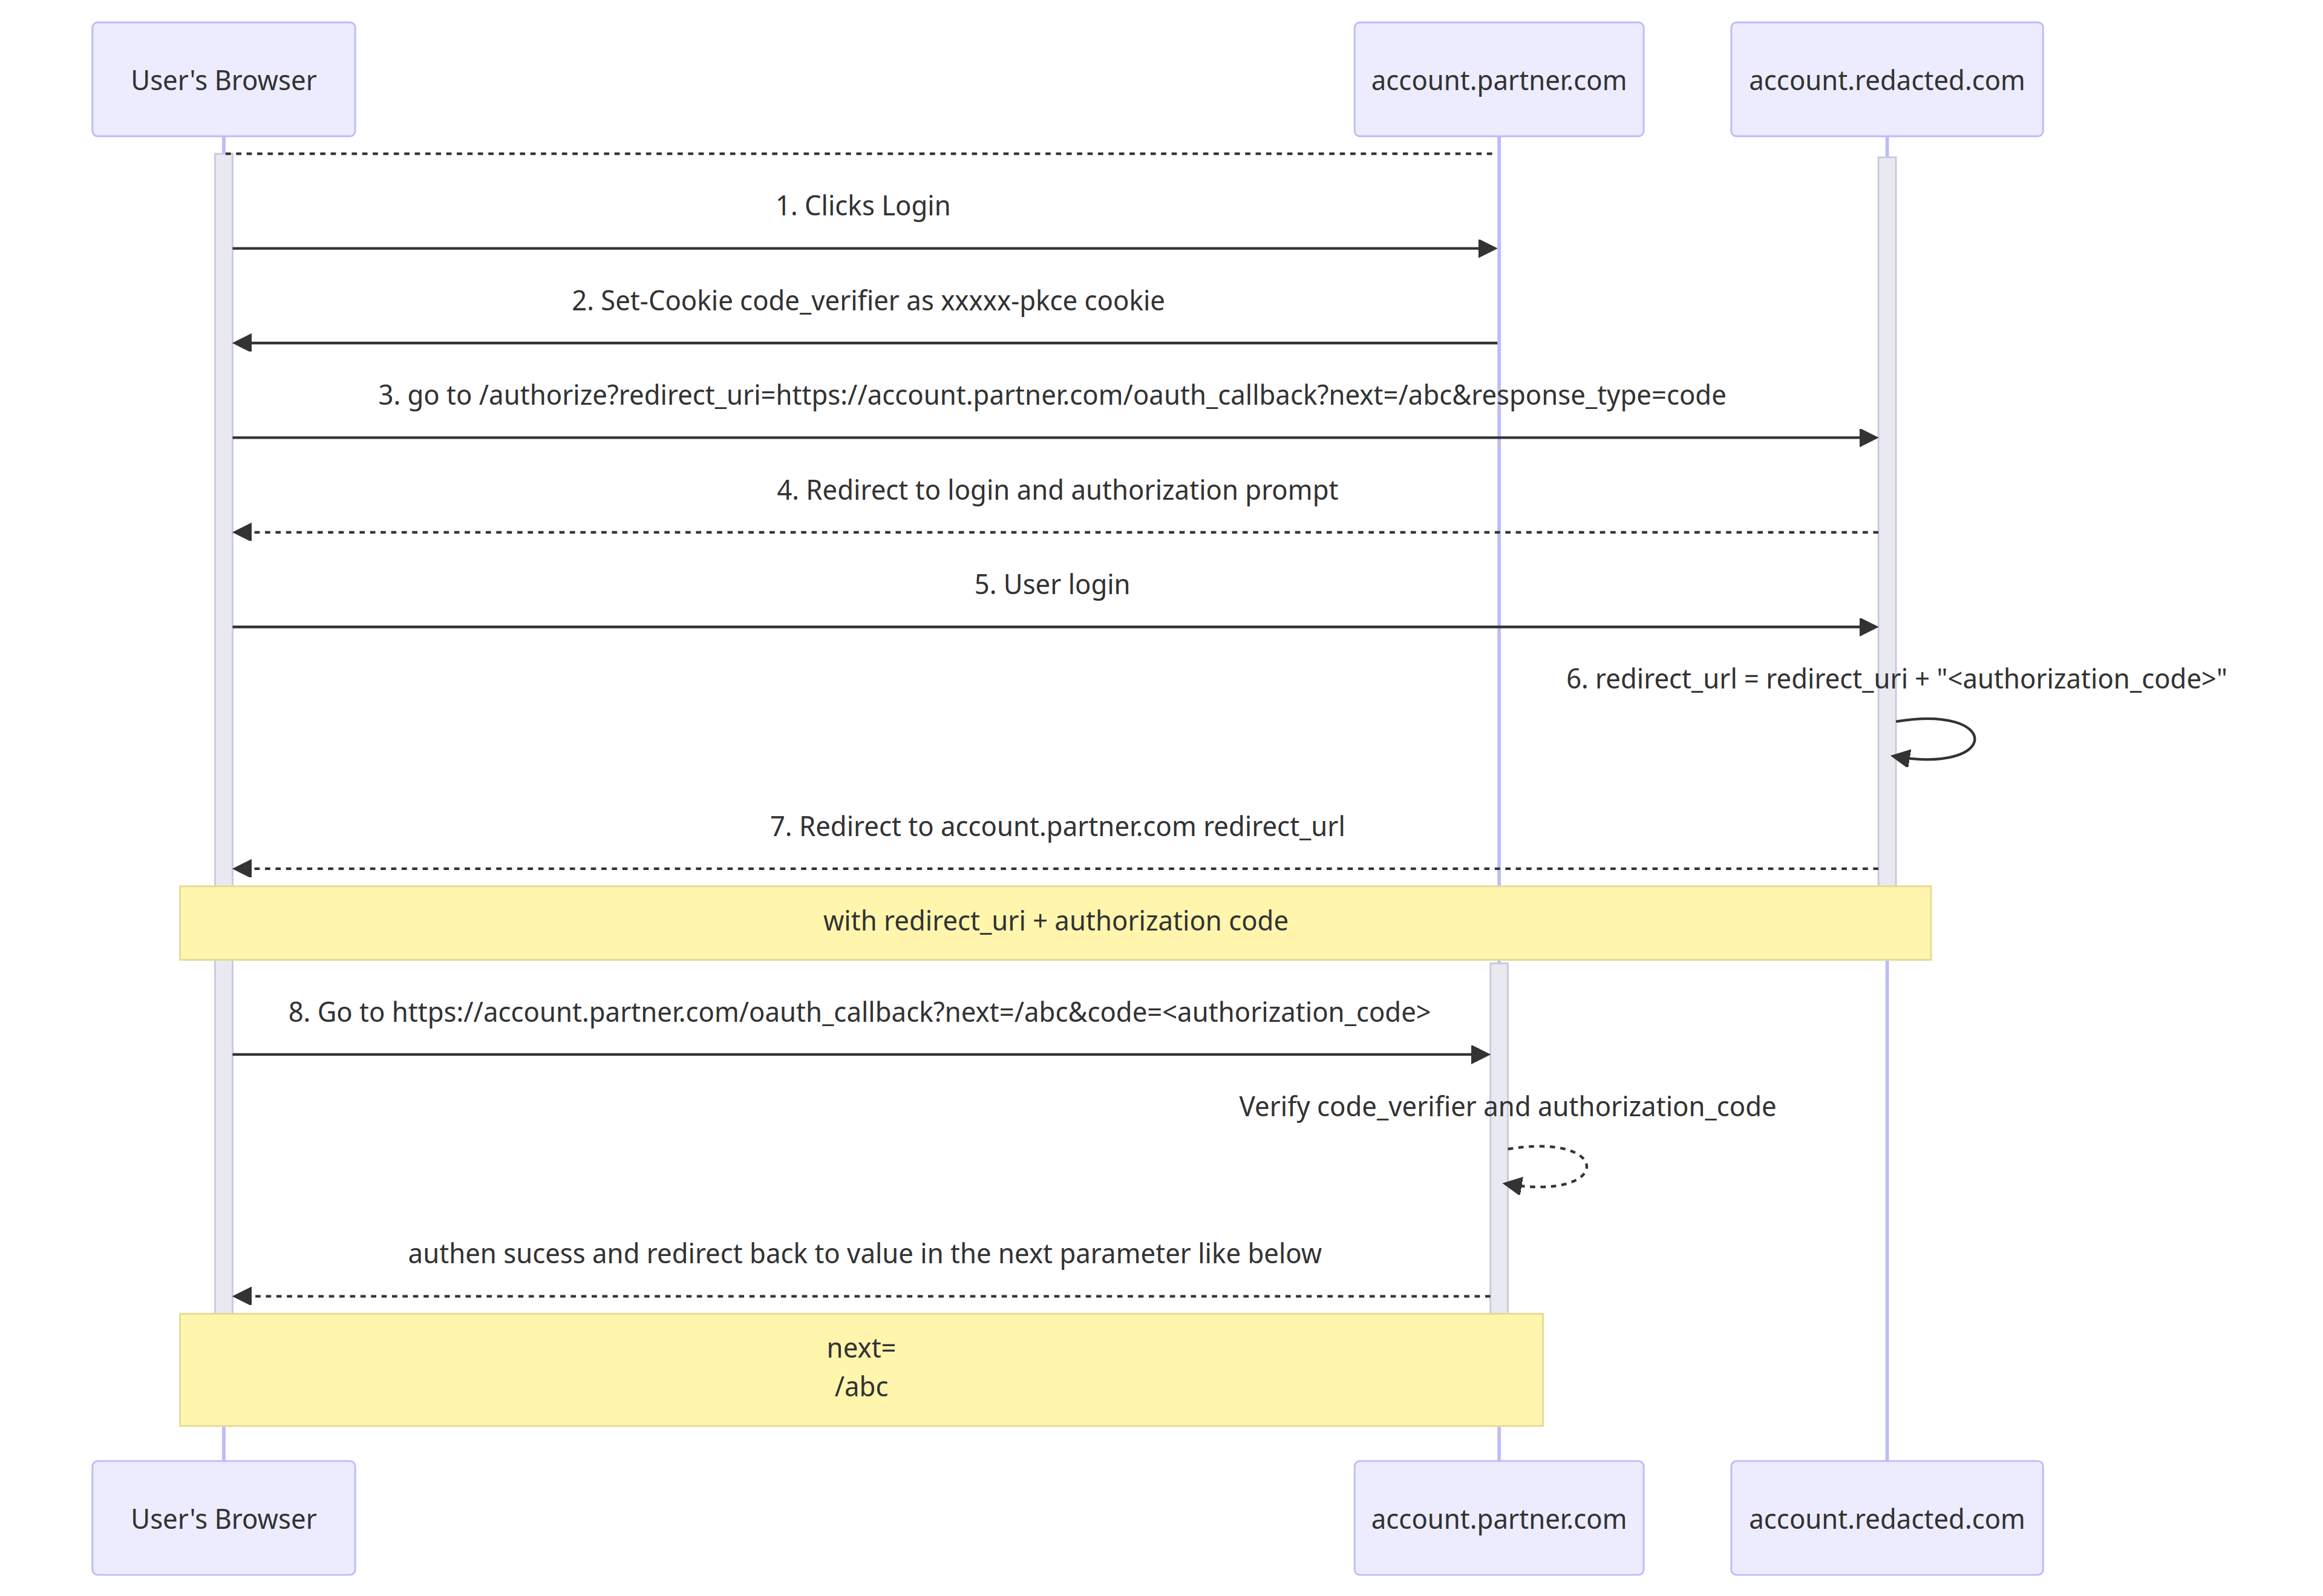 User's Browser
account.partner.com
account.redacted.com
1. Clicks Login
2. Set-Cookie code_verifier as xxxxx-pkce cookie
3. go to /authorize?redirect_uri=https://account.partner.com/oauth_callback?next=/abc&response_type=code
4. Redirect to login and authorization prompt
5. User login
6. redirect_url = redirect_uri + "<authorization_code>"
7. Redirect to account.partner.com redirect_url
with redirect_uri + authorization code
8. Go to https://account.partner.com/oauth_callback?next=/abc&code=<authorization_code>
Verify code_verifier and authorization_code
authen sucess and redirect back to value in the next parameter like below
next=
/abc
User's Browser
account.partner.com
account.redacted.com